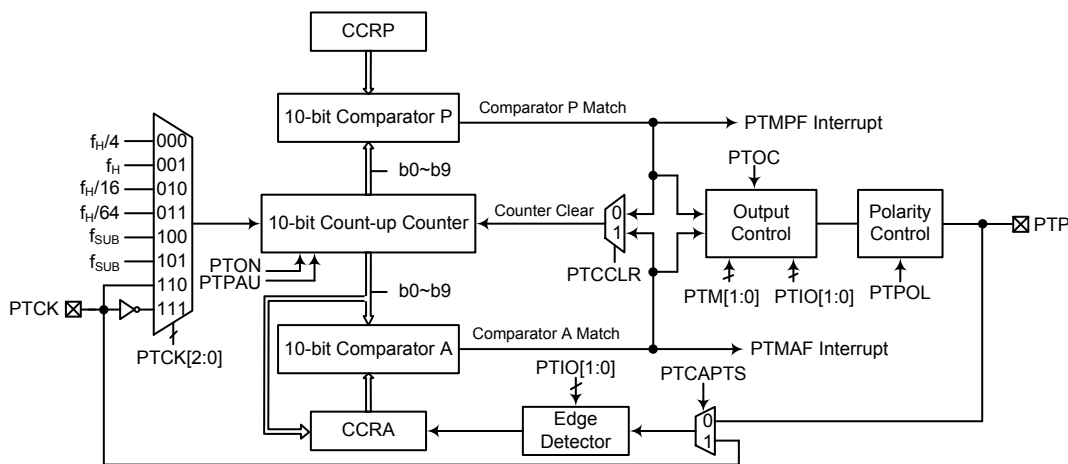 CCRP
10-bit Comparator P
Comparator P Match
PTMPF Interrupt
b0~b9
fH/4
000
fH
001
fH/16
010
fH/64
011
fSUB
100
fSUB
101
110
111
PTCK
PTCK[2:0]
10-bit Count-up Counter
PTON
PTPAU
Counter Clear
0
1
PTCCLR
PTOC
Output
Control
PTM[1:0]
PTIO[1:0]
Polarity
Control
PTPOL
PTP
b0~b9
10-bit Comparator A
Comparator A Match
PTMAF Interrupt
CCRA
PTIO[1:0]
Edge
Detector
PTCAPTS
0
1